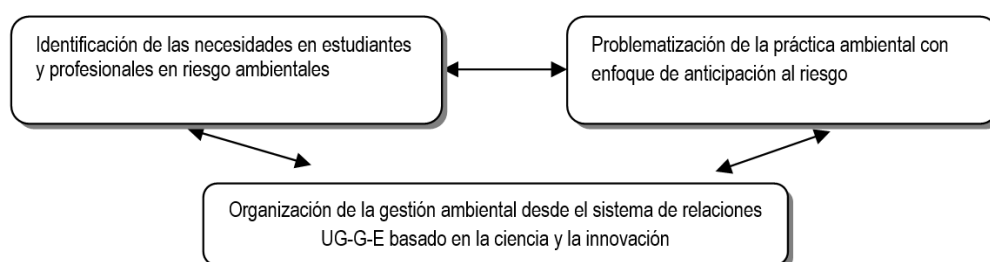 Identificación de las necesidades en estudiantes
y profesionales en riesgo ambientales
Problematización de la práctica ambiental con
enfoque de anticipación al riesgo
Organización de la gestión ambiental desde el sistema de relaciones
UG-G-E basado en la ciencia y la innovación